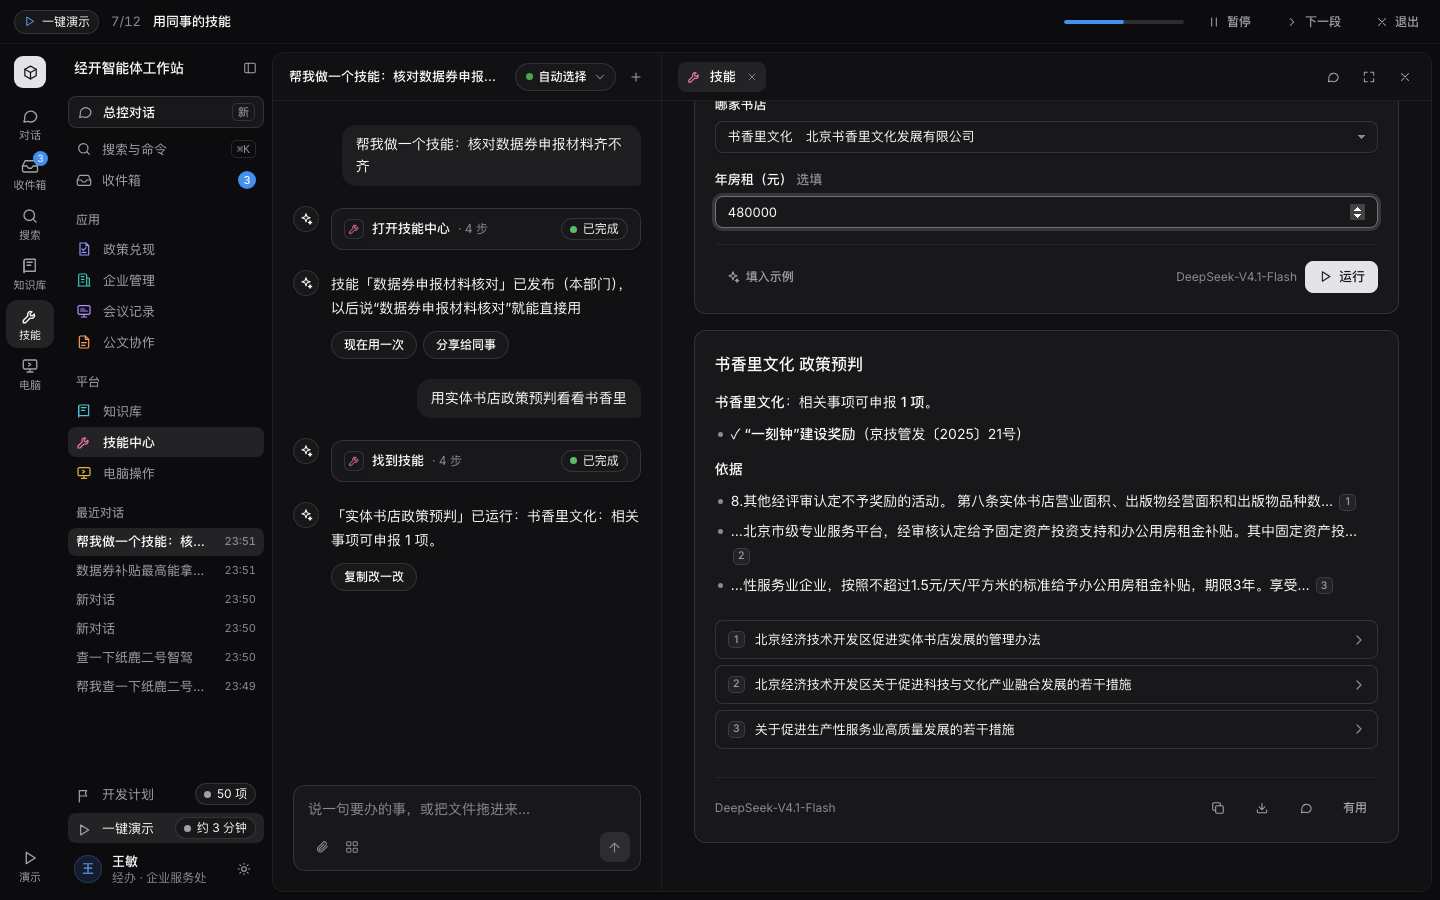 一键演示
7/12
用同事的技能
暂停
下一段
退出
对话
3
收件箱
搜索
知识库
技能
电脑
演示
经开智能体工作站
总控对话
新
搜索与命令
⌘K
收件箱
3
应用
政策兑现
企业管理
会议记录
公文协作
平台
知识库
技能中心
电脑操作
最近对话
帮我做一个技能：核...
23:51
数据券补贴最高能拿...
23:51
新对话
23:50
新对话
23:50
查一下纸鹿二号智驾
23:50
帮我查一下纸鹿二号...
23:49
开发计划
50 项
一键演示
约 3 分钟
王
王敏
经办 · 企业服务处
帮我做一个技能：核对数据券申报...
自动选择
帮我做一个技能：核对数据券申报材料齐不
齐
打开技能中心 · 4 步
已完成
技能「数据券申报材料核对」已发布（本部门），
以后说“数据券申报材料核对”就能直接用
现在用一次
分享给同事
用实体书店政策预判看看书香里
找到技能 · 4 步
已完成
「实体书店政策预判」已运行：书香里文化：相关
事项可申报 1 项。
复制改一改
说一句要办的事，或把文件拖进来...
技能
哪家书店
书香里文化　北京书香里文化发展有限公司
年房租（元） 选填
480000
填入示例
DeepSeek-V4.1-Flash
运行
书香里文化 政策预判
书香里文化：相关事项可申报 1 项。
✓ “一刻钟”建设奖励（京技管发〔2025〕21号）
依据
8.其他经评审认定不予奖励的活动。 第八条实体书店营业面积、出版物经营面积和出版物品种数... 1
...北京市级专业服务平台，经审核认定给予固定资产投资支持和办公用房租金补贴。其中固定资产投...
2
...性服务业企业，按照不超过1.5元/天/平方米的标准给予办公用房租金补贴，期限3年。享受... 3
1 北京经济技术开发区促进实体书店发展的管理办法
2 北京经济技术开发区关于促进科技与文化产业融合发展的若干措施
3 关于促进生产性服务业高质量发展的若干措施
DeepSeek-V4.1-Flash
有用